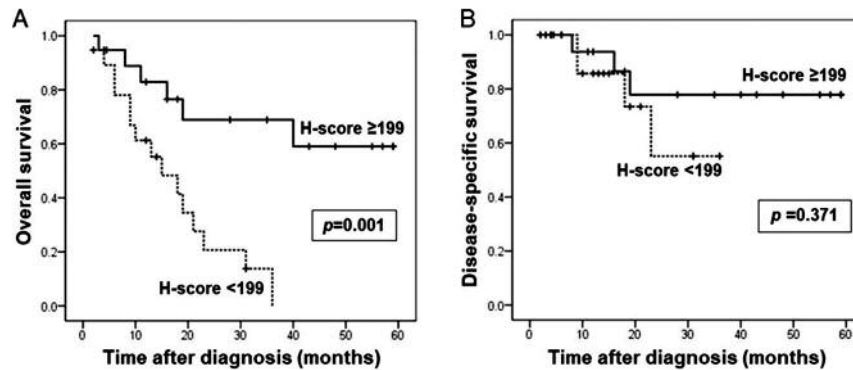 A
Overall survival
1.0
0.8
0.6
0.4
0.2
0.0
H-score ≥199
p=0.001
H-score <199
0
10
20
30
40
50
60
Time after diagnosis (months)
B
Disease-specific survival
1.0
0.8
0.6
0.4
0.2
0.0
H-score ≥199
H-score <199
p =0.371
0
10
20
30
40
50
60
Time after diagnosis (months)